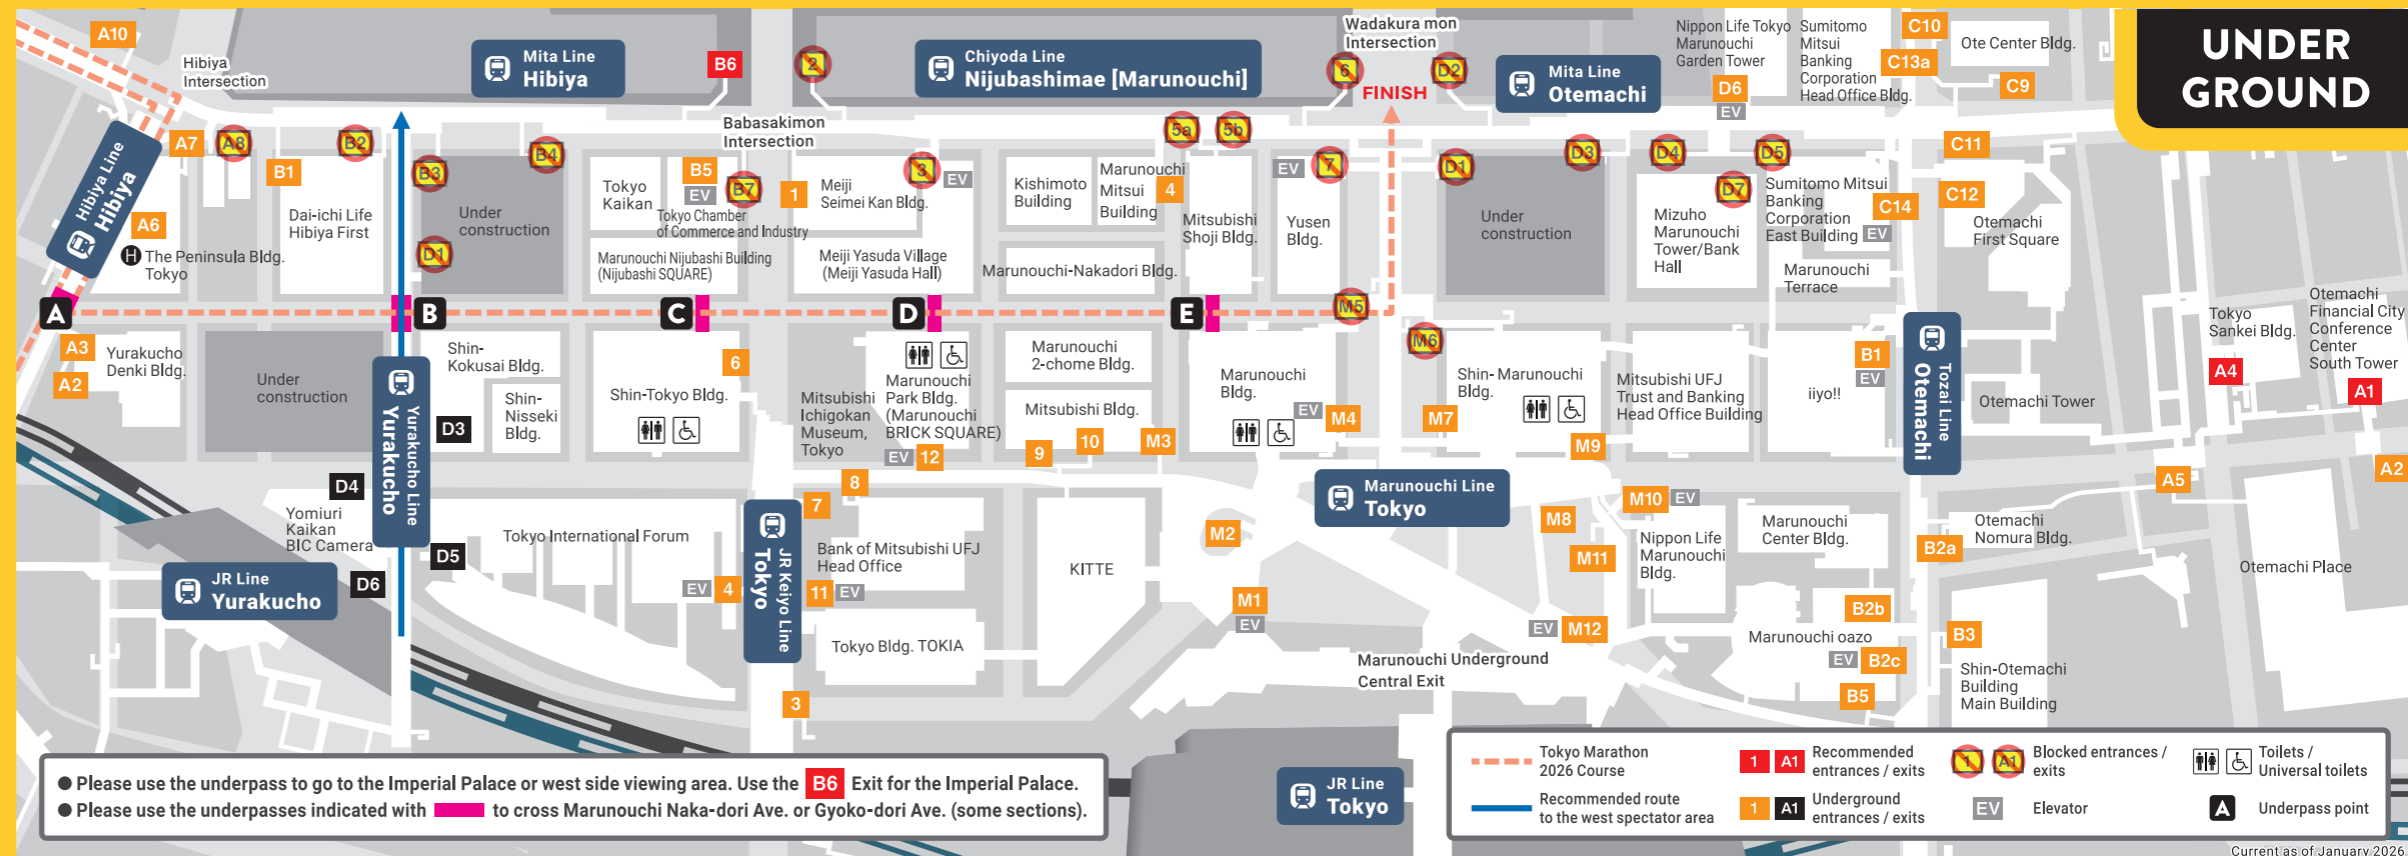 UNDER
GROUND
A10
Hibiya
Intersection
Mita Line
Hibiya
B6
2
Chiyoda Line
Nijubashimae [Marunouchi]
Wadakura mon
Intersection
6
D2
FINISH
Mita Line
Otemachi
Nippon Life Tokyo
Marunouchi
Garden Tower
D6
EV
Sumitomo
Mitsui
Banking
Corporation
Head Office Bldg.
C10
C13a
Ote Center Bldg.
C9
Hibiya Line
Hibiya
A7
A8
B2
B1
B3
B4
Babasakimon
Intersection
5a
5b
7
EV
D1
D3
D4
D5
C11
A6
H
The Peninsula Bldg.
Tokyo
Dai-ichi Life
Hibiya First
D1
Under
construction
Tokyo
Kaikan
B5
EV
B7
Tokyo Chamber
of Commerce and Industry
Marunouchi Nijubashi Building
(Nijubashi SQUARE)
1
Meiji
Seimei Kan Bldg.
3
EV
Meiji Yasuda Village
(Meiji Yasuda Hall)
Kishimoto
Building
Marunouchi
Mitsui
Building
4
Marunouchi-Nakadori Bldg.
Mitsubishi
Shoji Bldg.
Yusen
Bldg.
Under
construction
D7
Mizuho
Marunouchi
Tower/Bank
Hall
Sumitomo Mitsui
Banking
Corporation
East Building
EV
C14
C12
Marunouchi
Terrace
Otemachi
First Square
A
B
C
D
E
M5
M6
A3
A2
Yurakucho
Denki Bldg.
Under
construction
Yurakucho Line
Yurakucho
Shin-
Kokusai Bldg.
Shin-
Nisseki
Bldg.
D3
D4
D5
D6
Shin-Tokyo Bldg.
6
Mitsubishi
Ichigokan
Museum,
Tokyo
Marunouchi
Park Bldg.
(Marunouchi
BRICK SQUARE)
EV
12
Marunouchi
2-chome Bldg.
Mitsubishi Bldg.
9
10
M3
Marunouchi
Bldg.
EV
M4
M7
Shin-Marunouchi
Bldg.
M9
Mitsubishi UFJ
Trust and Banking
Head Office Building
iiyo!!
B1
EV
Tozai Line
Otemachi
Otemachi Tower
Tokyo
Sankei Bldg.
A4
Otemachi
Financial City
Conference
Center
South Tower
A1
A2
A5
Yomiuri
Kaikan
BIC Camera
JR Line
Yurakucho
Tokyo International Forum
EV
4
JR Keiyo Line
Tokyo
7
8
Bank of Mitsubishi UFJ
Head Office
11
EV
Tokyo Bldg. TOKIA
3
KITTE
M2
M1
EV
Marunouchi Line
Tokyo
M8
M10
EV
M11
EV
M12
Nippon Life
Marunouchi
Bldg.
Marunouchi
Center Bldg.
B2a
Otemachi
Nomura Bldg.
Otemachi Place
B2b
Marunouchi oazo
EV
B2c
B5
B3
Shin-Otemachi
Building
Main Building
Marunouchi Underground
Central Exit
JR Line
Tokyo
● Please use the underpass to go to the Imperial Palace or west side viewing area. Use the B6 Exit for the Imperial Palace.
● Please use the underpasses indicated with to cross Marunouchi Naka-dori Ave. or Gyoko-dori Ave. (some sections).
Tokyo Marathon
2026 Course
Recommended route
to the west spectator area
1 A1 Recommended
entrances / exits
1 A1 Underground
entrances / exits
1 A1 Blocked entrances /
exits
EV Elevator
Toilets /
Universal toilets
A Underpass point
Current as of January 2026